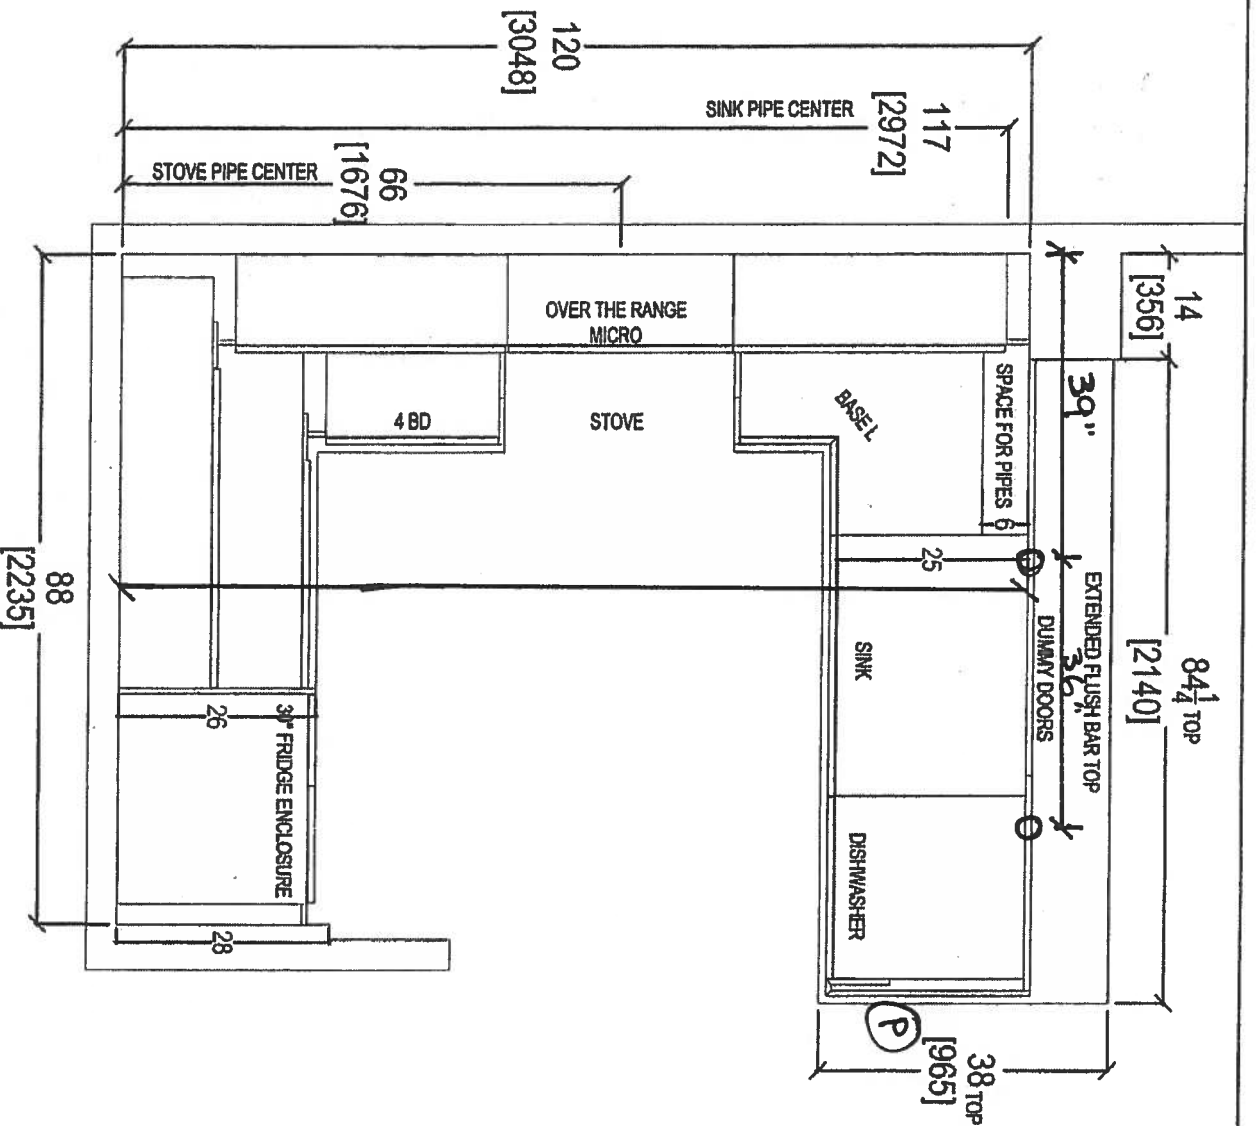 120
[3048]
117
[2972]
SINK PIPE CENTER
66
[1676]
STOVE PIPE CENTER
14
[356]
OVER THE RANGE
MICRO
39"
SPACE FOR PIPES 6
BASE L
STOVE
4 BD
84 1/4 TOP
[2140]
EXTENDED FLUSH BAR TOP
36"
DUMMY DOORS
25
SINK
88
[2235]
26
30" FRIDGE ENCLOSURE
DISHWASHER
28
P
38 TOP
[965]